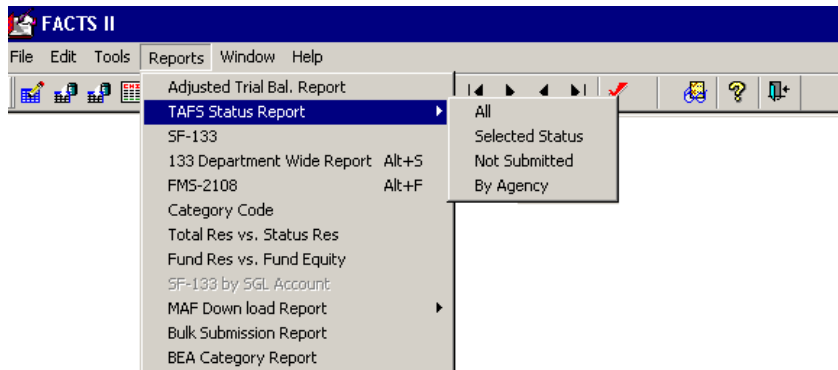 FACTS II
File Edit Tools Reports Window Help
Adjusted Trial Bal. Report
TAFS Status Report
All
SF-133
Selected Status
133 Department Wide Report Alt+S
Not Submitted
FMS-2108 Alt+F
By Agency
Category Code
Total Res vs. Status Res
Fund Res vs. Fund Equity
SF-133 by SGL Account
MAF Down load Report
Bulk Submission Report
BEA Category Report